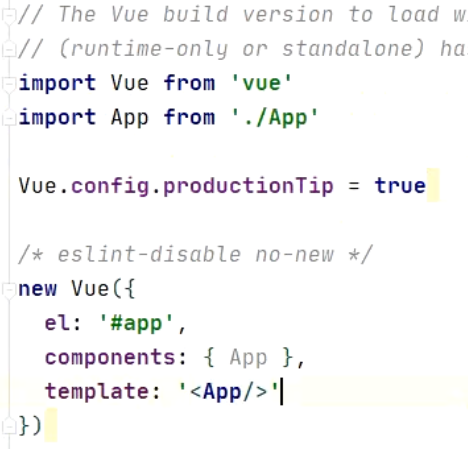 // The Vue build version to load w
// (runtime-only or standalone) ha
import Vue from 'vue'
import App from './App'
Vue.config.productionTip = true
/* eslint-disable no-new */
new Vue({
  el: '#app',
  components: { App },
  template: '<App/>'
})